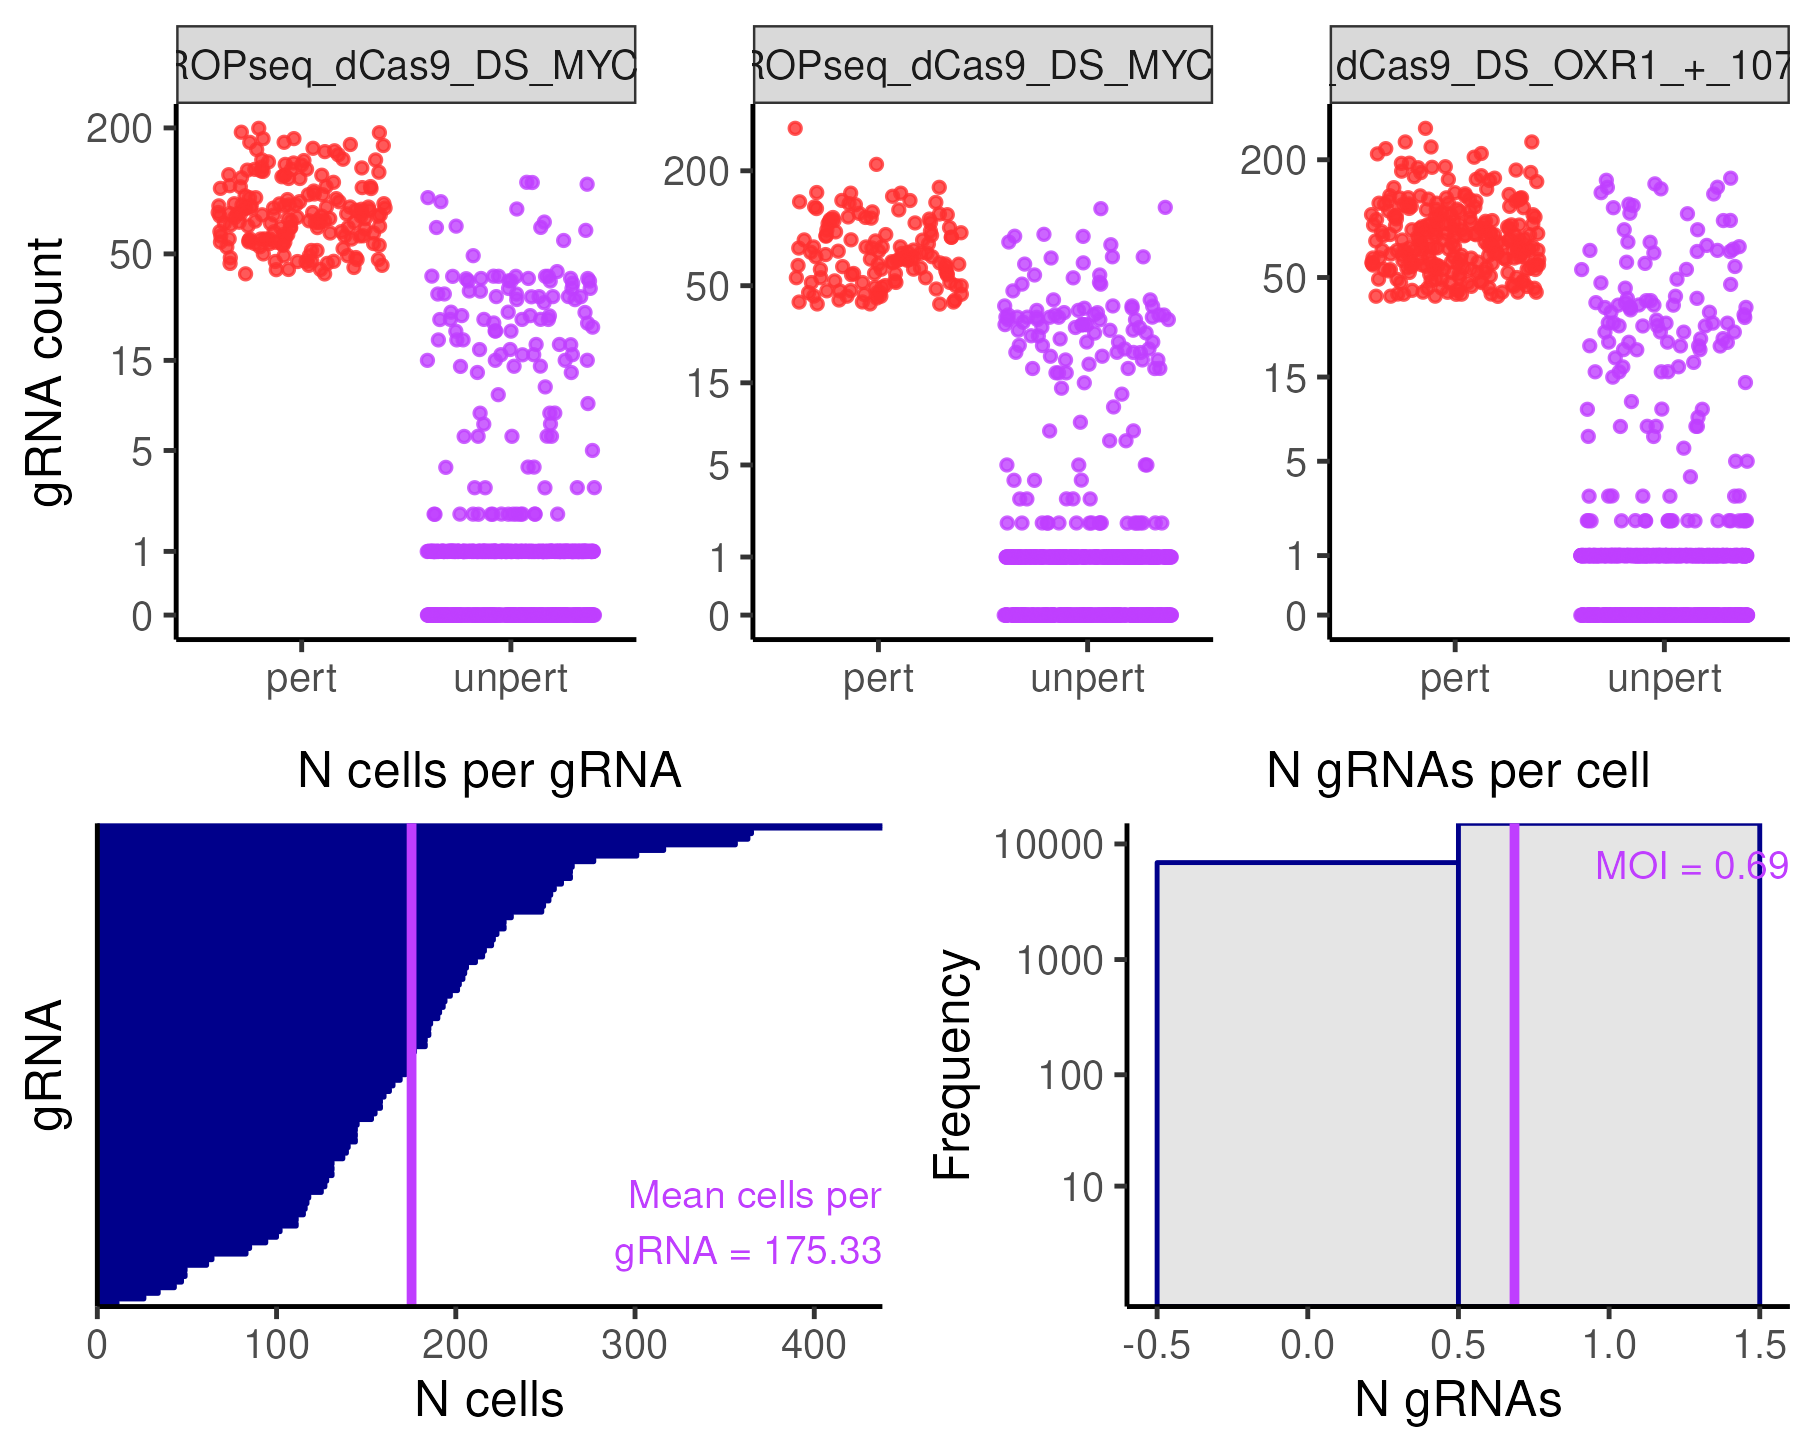 ROPseq_dCas9_DS_MYC
ROPseq_dCas9_DS_MYC
_dCas9_DS_OXR1_+_107
gRNA count
200
50
15
5
1
0
pert
unpert
200
50
15
5
1
0
pert
unpert
200
50
15
5
1
0
pert
unpert
N cells per gRNA
gRNA
Mean cells per
gRNA = 175.33
0
100
200
300
400
N cells
N gRNAs per cell
Frequency
10000
1000
100
10
MOI = 0.69
-0.5
0.0
0.5
1.0
1.5
N gRNAs